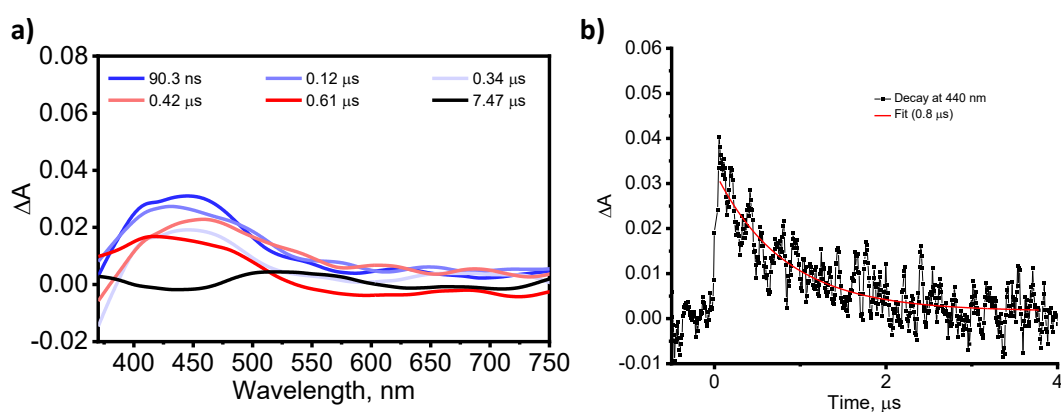 a)
ΔA
0.08
0.06
0.04
0.02
0.00
-0.02
90.3 ns 0.12 μs 0.34 μs
0.42 μs 0.61 μs 7.47 μs
400 450 500 550 600 650 700 750
Wavelength, nm
b)
ΔA
0.06
0.05
0.04
0.03
0.02
0.01
0.00
-0.01
Decay at 440 nm
Fit (0.8 μs)
0 2 4
Time, μs